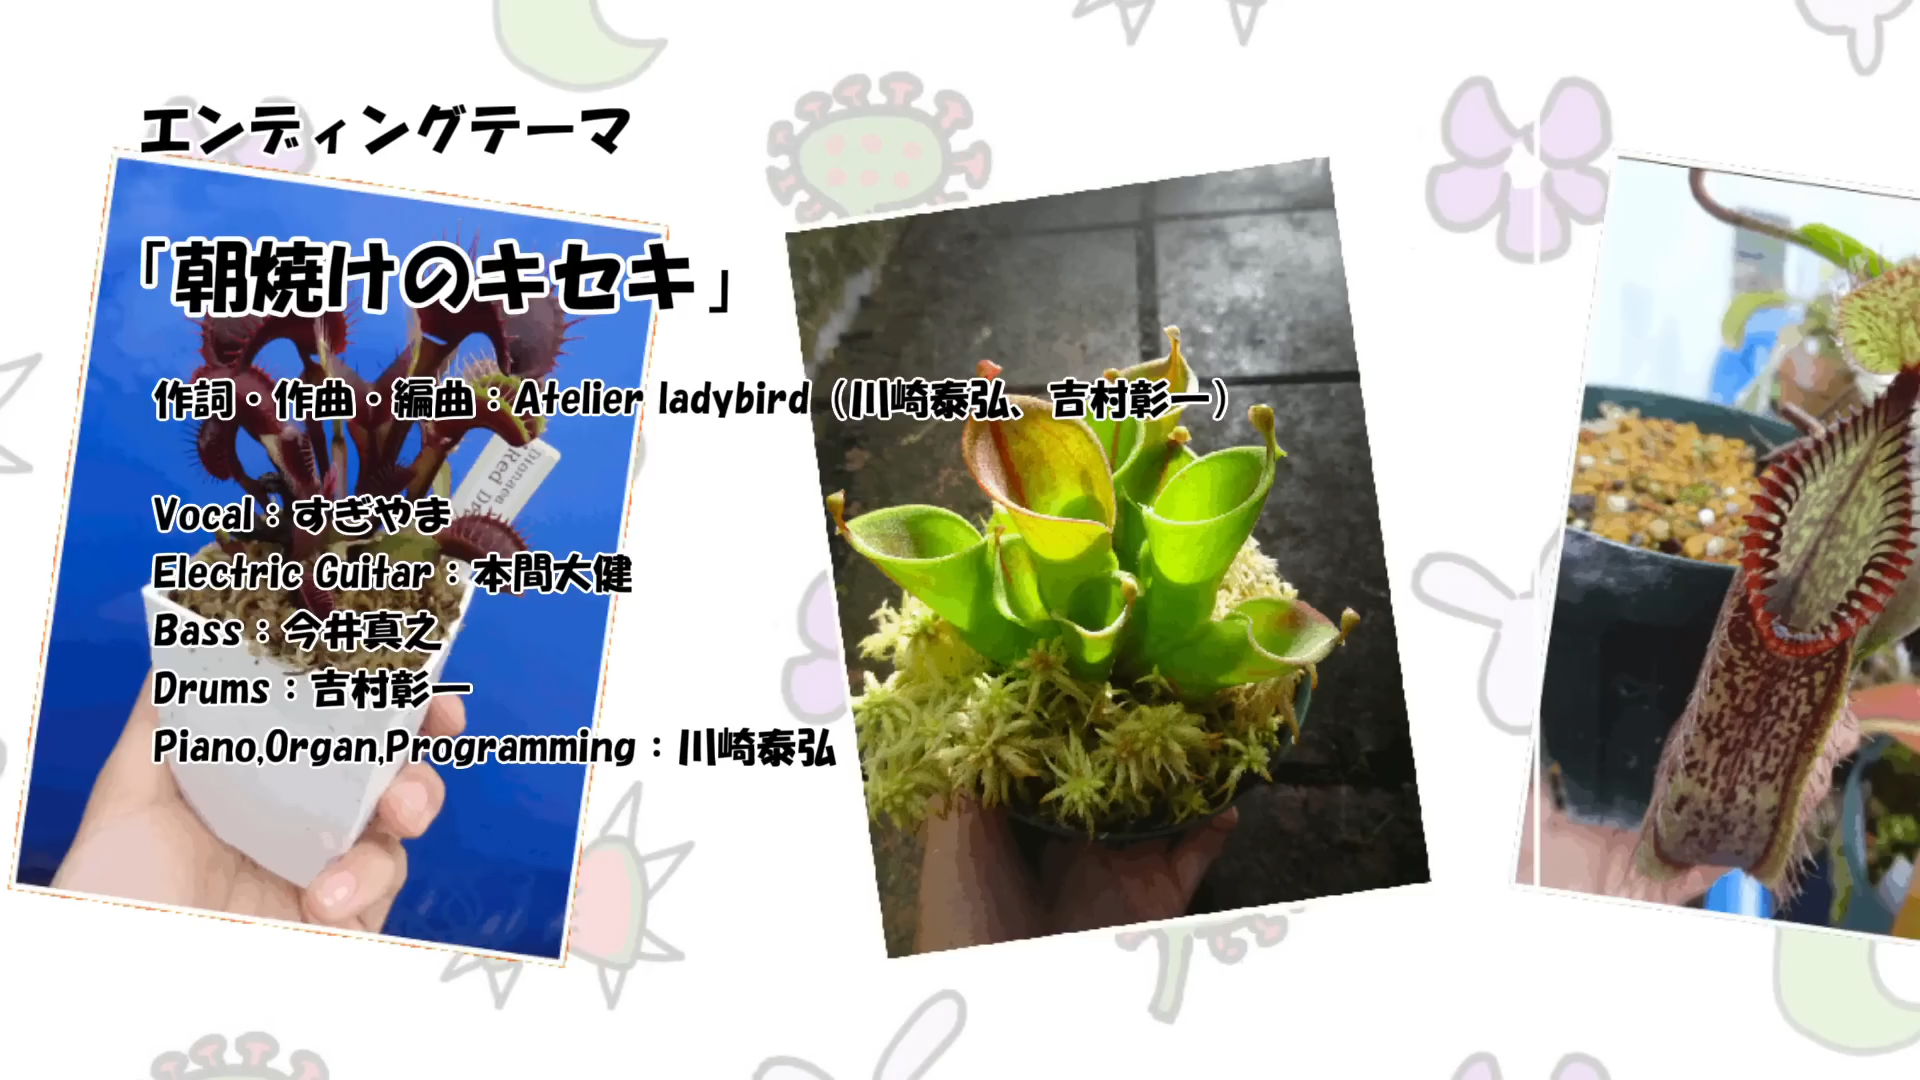 エンディングテーマ
「朝焼けのキセキ」
作詞・作曲・編曲：Atelier ladybird（川崎泰弘、吉村彰一）
Vocal：すぎやま
Electric Guitar：本間大健
Bass：今井真之
Drums：吉村彰一
Piano,Organ,Programming：川崎泰弘
Dionaea
Red